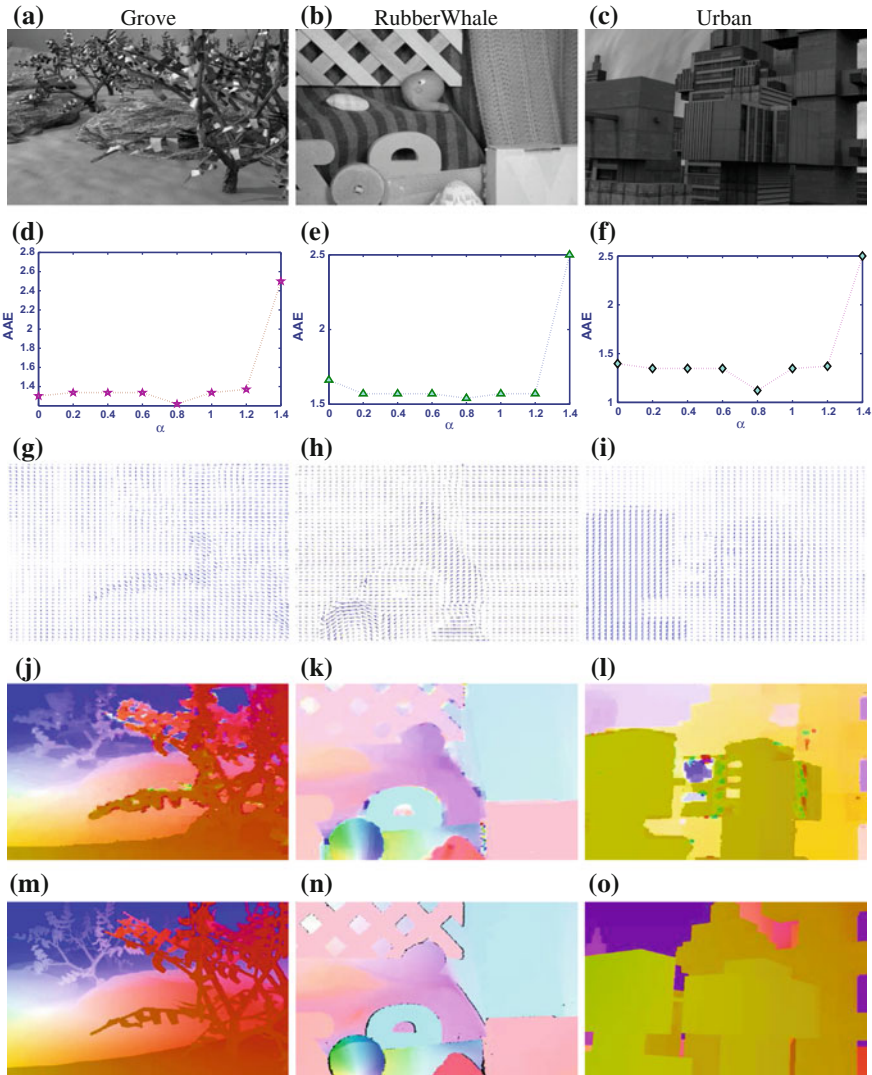 (a) Grove (b) RubberWhale (c) Urban
(d) (e) (f)
2.8
2.6
2.4
2.2
2
1.8
1.6
1.4
AAE
0 0.2 0.4 0.6 0.8 1 1.2 1.4
α
2.5
2
1.5
AAE
0 0.2 0.4 0.6 0.8 1 1.2 1.4
α
2.5
2
1.5
1
AAE
0 0.2 0.4 0.6 0.8 1 1.2 1.4
α
(g) (h) (i)
(j) (k) (l)
(m) (n) (o)